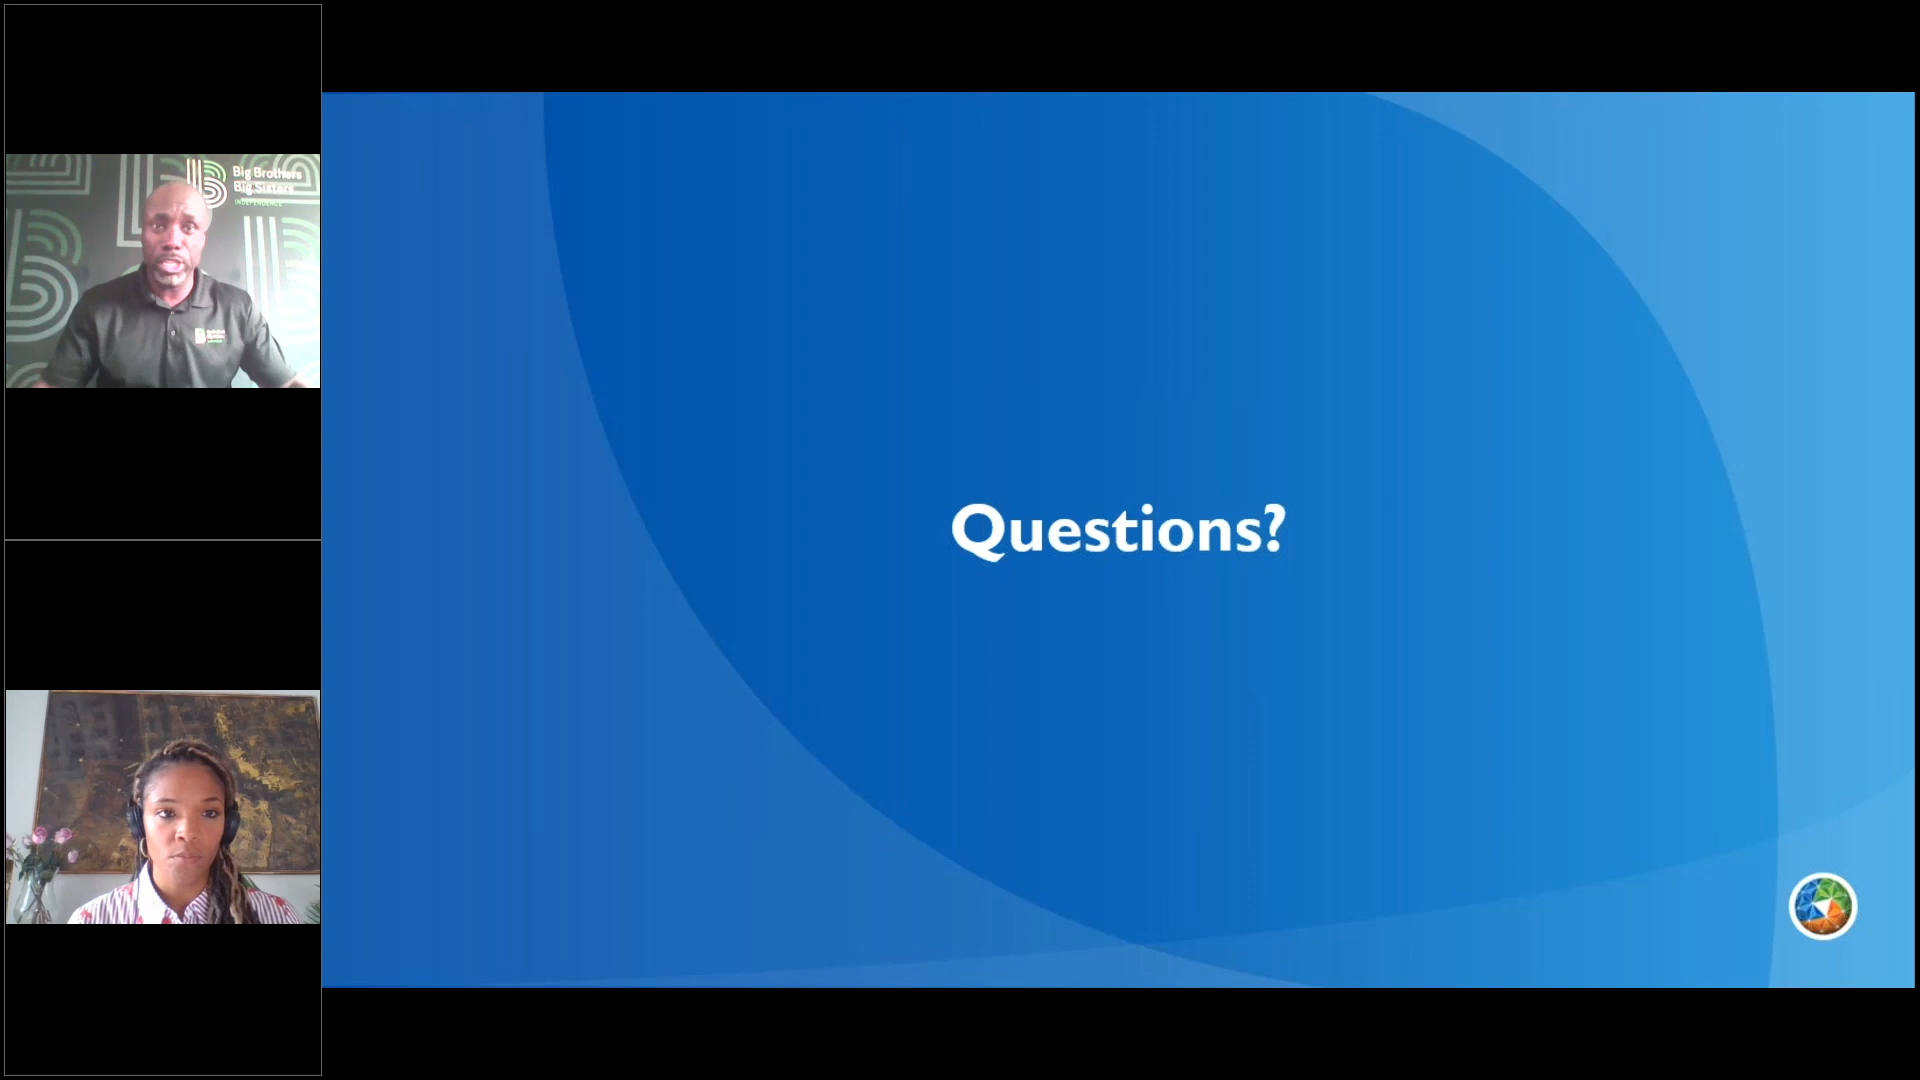 Big Brothers
Big Sisters
INDEPENDENCE
Questions?